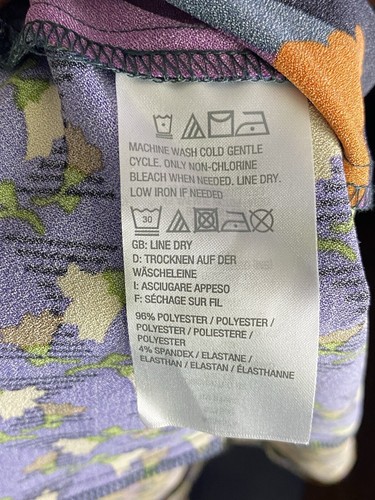 MACHINE WASH COLD GENTLE
CYCLE. ONLY NON-CHLORINE
BLEACH WHEN NEEDED. LINE DRY.
LOW IRON IF NEEDED
30
GB: LINE DRY
D: TROCKNEN AUF DER
WÄSCHELEINE
I: ASCIUGARE APPESO
F: SÉCHAGE SUR FIL
96% POLYESTER / POLYESTER /
POLYESTER / POLIESTERE /
POLYESTER
4% SPANDEX / ELASTANE /
ELASTHAN / ELASTAN / ÉLASTHANNE